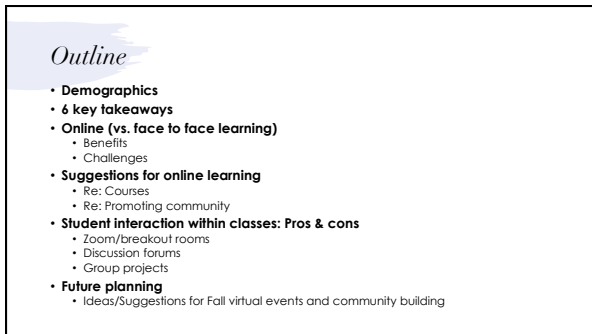 Outline
• Demographics
• 6 key takeaways
• Online (vs. face to face learning)
• Benefits
• Challenges
• Suggestions for online learning
• Re: Courses
• Re: Promoting community
• Student interaction within classes: Pros & cons
• Zoom/breakout rooms
• Discussion forums
• Group projects
• Future planning
• Ideas/Suggestions for Fall virtual events and community building